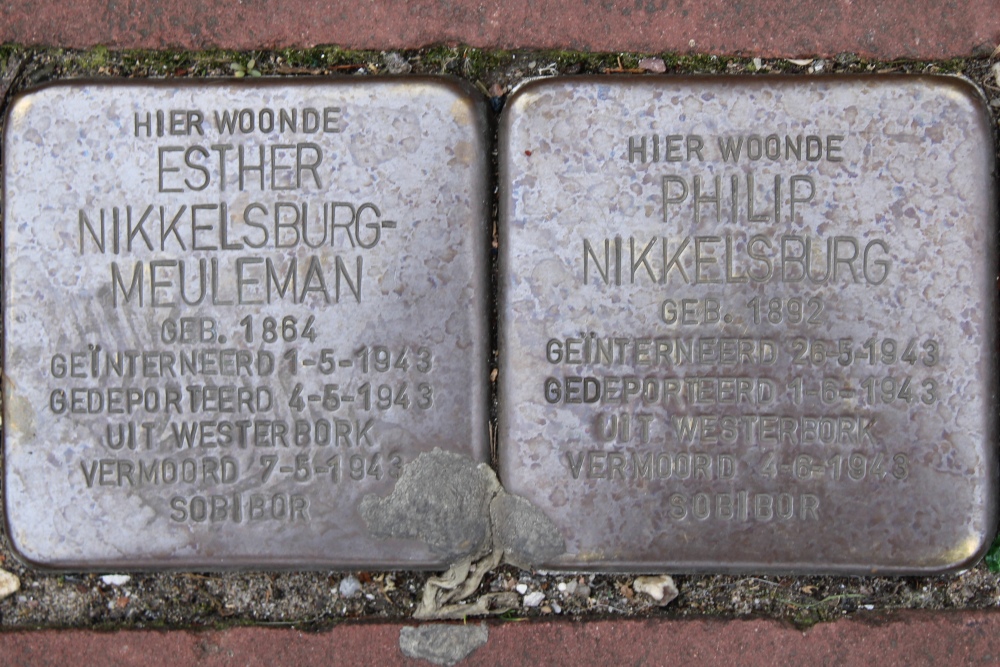 HIER WOONDE
ESTHER
NIKKELSBURG-
MEULEMAN
GEB. 1864
GEÏNTERNEERD 1-5-1943
GEDEPORTEERD 4-5-1943
UIT WESTERBORK
VERMOORD 7-5-1943
SOBIBOR
HIER WOONDE
PHILIP
NIKKELSBURG
GEB. 1892
GEÏNTERNEERD 26-5-1943
GEDEPORTEERD 1-6-1943
UIT WESTERBORK
VERMOORD 4-6-1943
SOBIBOR